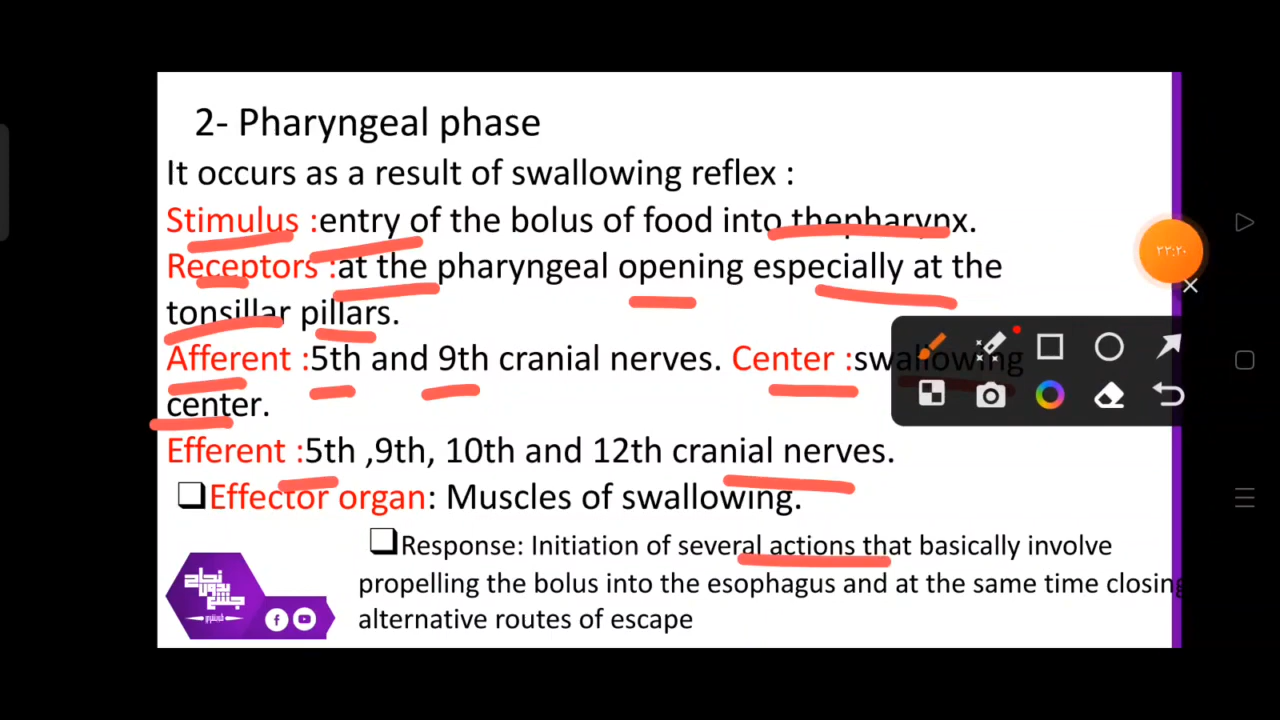 2- Pharyngeal phase
It occurs as a result of swallowing reflex :
Stimulus :entry of the bolus of food into thepharynx.
Receptors :at the pharyngeal opening especially at the
tonsillar pillars.
Afferent :5th and 9th cranial nerves. Center :swallowing
center.
Efferent :5th ,9th, 10th and 12th cranial nerves.
❑Effector organ: Muscles of swallowing.
❑Response: Initiation of several actions that basically involve
propelling the bolus into the esophagus and at the same time closing
alternative routes of escape
٣٣:٢٠